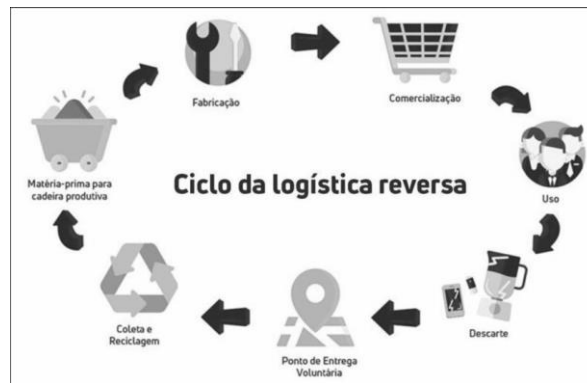 Fabricação
Comercialização
Matéria-prima para
cadeira produtiva
Ciclo da logística reversa
Uso
Descarte
Ponto de Entrega
Voluntária
Coleta e
Reciclagem